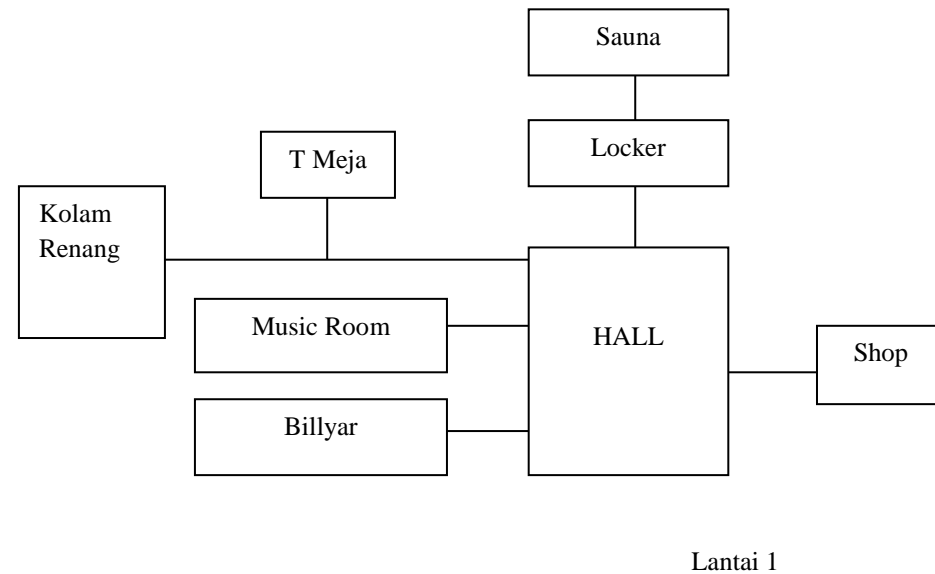 Sauna
Locker
T Meja
Kolam
Renang
Music Room
HALL
Shop
Billyar
Lantai 1